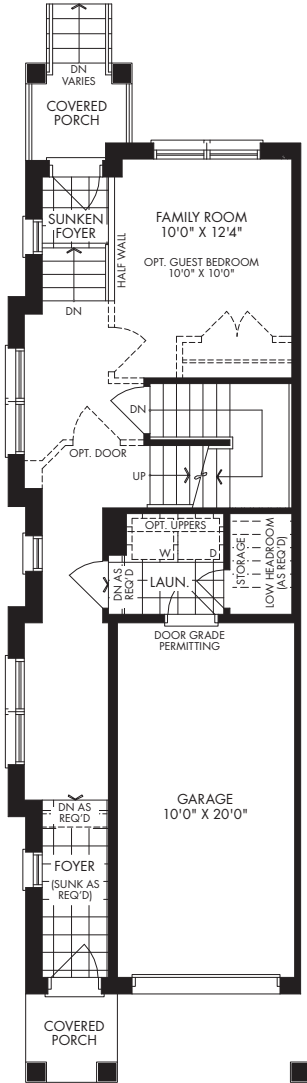 DN
VARIES
COVERED
PORCH
SUNKEN
FOYER
HALF WALL
FAMILY ROOM
10'0" X 12'4"
OPT. GUEST BEDROOM
10'0" X 10'0"
DN
DN
OPT. DOOR
UP
OPT. UPPERS
W
D
DN AS
REQ'D
LAUN.
STORAGE
LOW HEADROOM
(AS REQ'D)
DOOR GRADE
PERMITTING
GARAGE
10'0" X 20'0"
DN AS
REQ'D
FOYER
(SUNK AS
REQ'D)
COVERED
PORCH